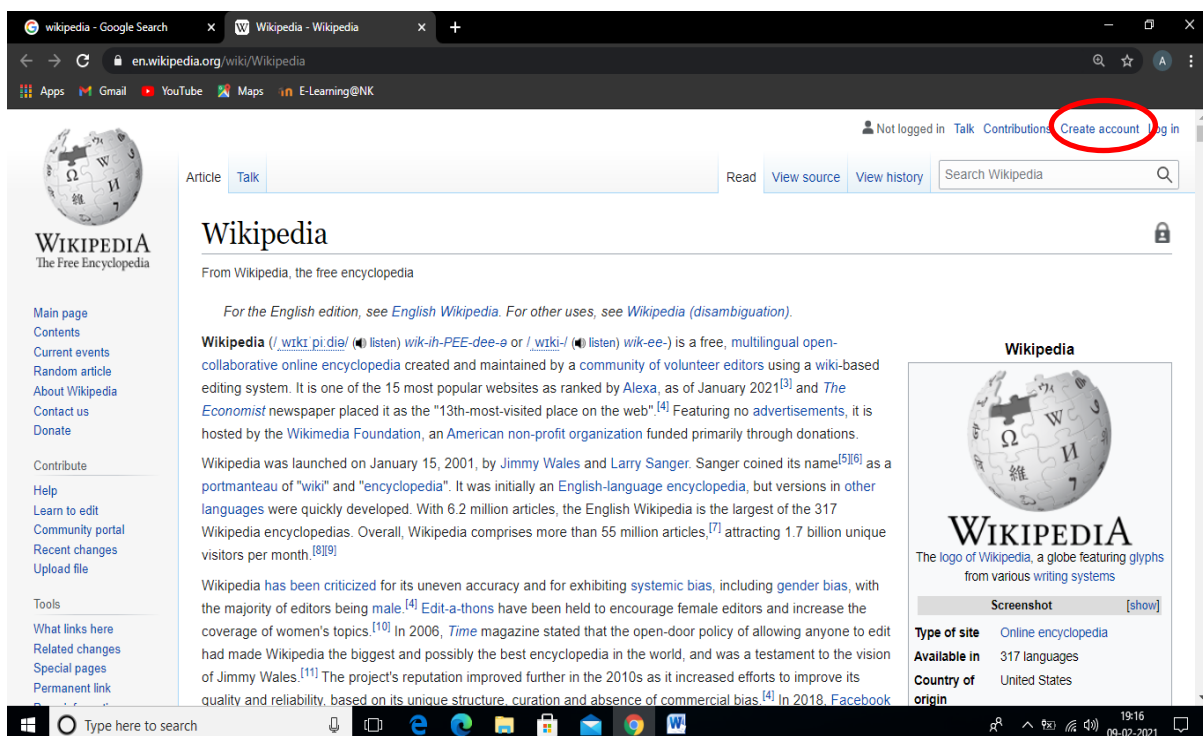 wikipedia - Google Search
Wikipedia - Wikipedia
en.wikipedia.org/wiki/Wikipedia
A
Apps
Gmail
YouTube
Maps
E-Learning@NK
Not logged in Talk Contributions Create account Log in
Article Talk
Read View source View history
Search Wikipedia
WIKIPEDIA
The Free Encyclopedia
Main page
Contents
Current events
Random article
About Wikipedia
Contact us
Donate
Contribute
Help
Learn to edit
Community portal
Recent changes
Upload file
Tools
What links here
Related changes
Special pages
Permanent link
Wikipedia
From Wikipedia, the free encyclopedia
For the English edition, see English Wikipedia. For other uses, see Wikipedia (disambiguation).
Wikipedia (/ˌwɪkɪˈpiːdiə/ (listen) wik-ih-PEE-dee-ə or /ˌwɪki-/ (listen) wik-ee-) is a free, multilingual open-
collaborative online encyclopedia created and maintained by a community of volunteer editors using a wiki-based
editing system. It is one of the 15 most popular websites as ranked by Alexa, as of January 2021[3] and The
Economist newspaper placed it as the "13th-most-visited place on the web".[4] Featuring no advertisements, it is
hosted by the Wikimedia Foundation, an American non-profit organization funded primarily through donations.
Wikipedia was launched on January 15, 2001, by Jimmy Wales and Larry Sanger. Sanger coined its name[5][6] as a
portmanteau of "wiki" and "encyclopedia". It was initially an English-language encyclopedia, but versions in other
languages were quickly developed. With 6.2 million articles, the English Wikipedia is the largest of the 317
Wikipedia encyclopedias. Overall, Wikipedia comprises more than 55 million articles,[7] attracting 1.7 billion unique
visitors per month.[8][9]
Wikipedia has been criticized for its uneven accuracy and for exhibiting systemic bias, including gender bias, with
the majority of editors being male.[4] Edit-a-thons have been held to encourage female editors and increase the
coverage of women's topics.[10] In 2006, Time magazine stated that the open-door policy of allowing anyone to edit
had made Wikipedia the biggest and possibly the best encyclopedia in the world, and was a testament to the vision
of Jimmy Wales.[11] The project's reputation improved further in the 2010s as it increased efforts to improve its
quality and reliability, based on its unique structure, curation and absence of commercial bias.[4] In 2018, Facebook
Wikipedia
WIKIPEDIA
The logo of Wikipedia, a globe featuring glyphs
from various writing systems
Screenshot [show]
Type of site Online encyclopedia
Available in 317 languages
Country of United States
origin
Type here to search
19:16
09-02-2021